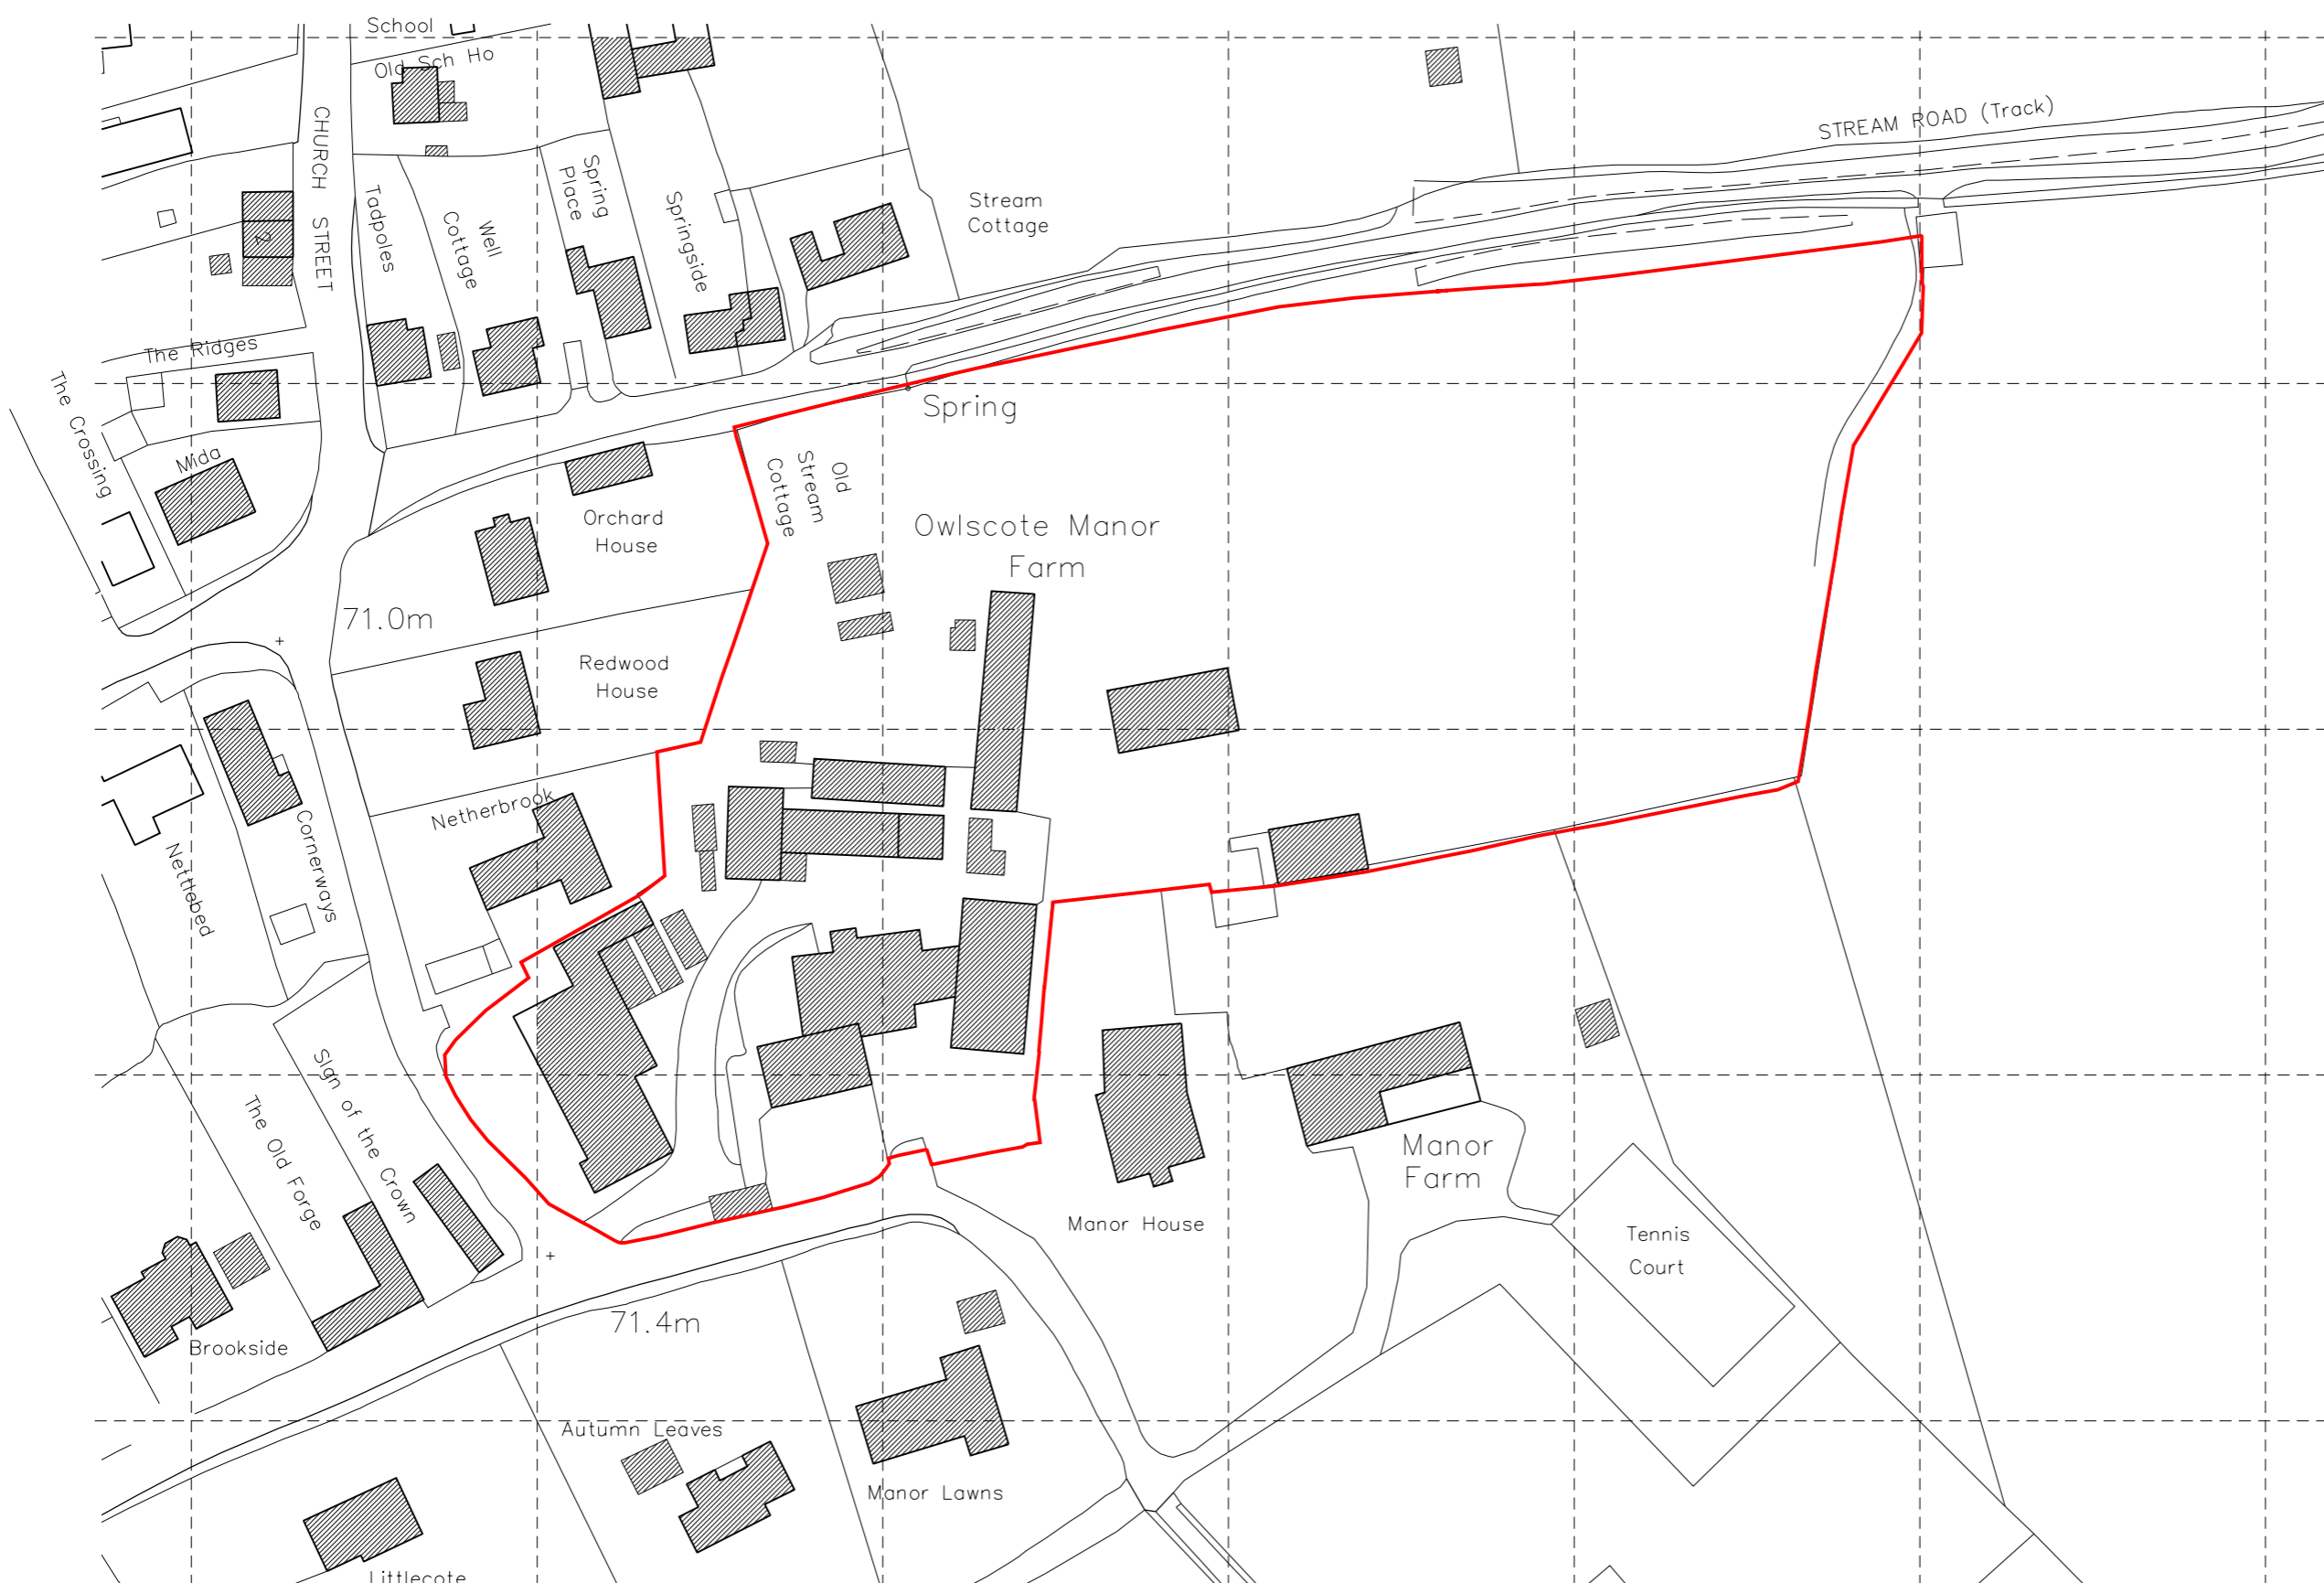 School
Old Sch Ho
CHURCH STREET
STREAM ROAD (Track)
Tadpoles
Well
Cottage
Spring
Place
Springside
Stream
Cottage
2
The Ridges
The Crossing
Mida
Spring
Old
Stream
Cottage
Orchard
House
Owlscote Manor
Farm
71.0m
Redwood
House
Netherbrook
Cornerways
Nettlebed
Sign of the Crown
The Old Forge
Manor
Farm
Manor House
Tennis
Court
71.4m
Brookside
Autumn Leaves
Manor Lawns
Littlecote